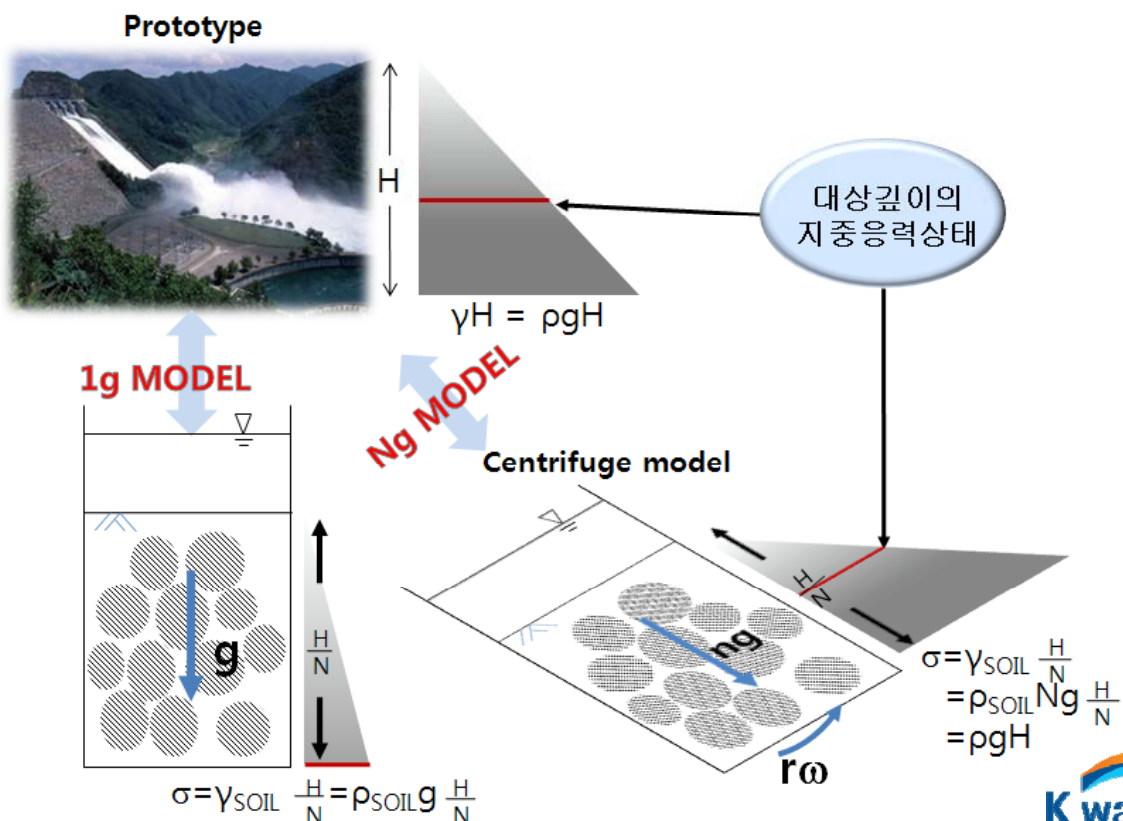 Prototype
H
대상깊이의
지중응력상태
γH = ρgH
1g MODEL
Ng MODEL
Centrifuge model
g
H/N
σ=γSOIL H/N=ρSOILg H/N
ng
rω
H/N
σ=γSOIL H/N
=ρSOILNg H/N
=ρgH
K wa